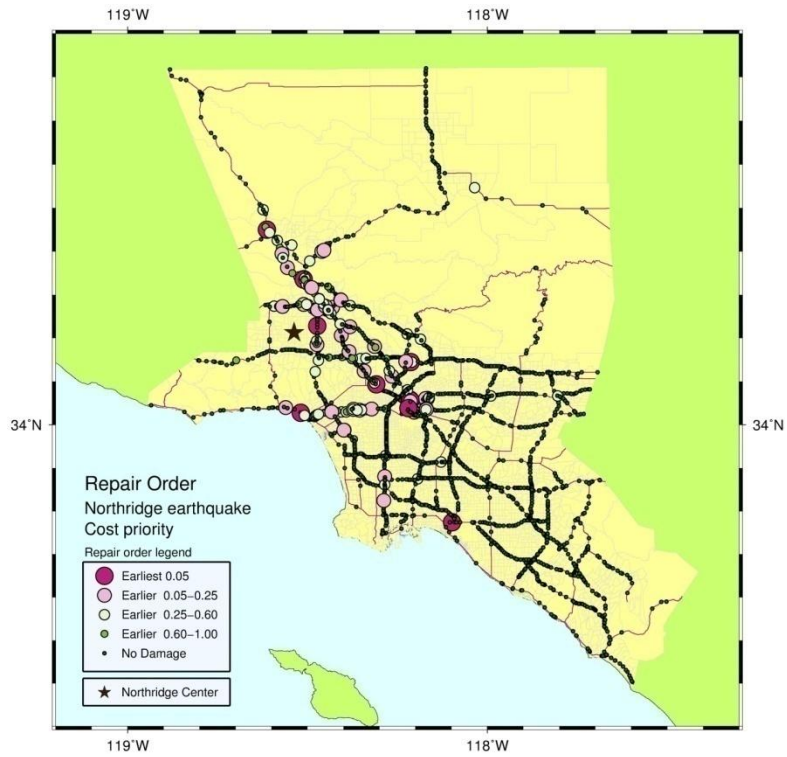 119°W 118°W
34°N 34°N
Repair Order
Northridge earthquake
Cost priority
Repair order legend
Earliest 0.05
Earlier 0.05–0.25
Earlier 0.25–0.60
Earlier 0.60–1.00
No Damage
Northridge Center
119°W 118°W